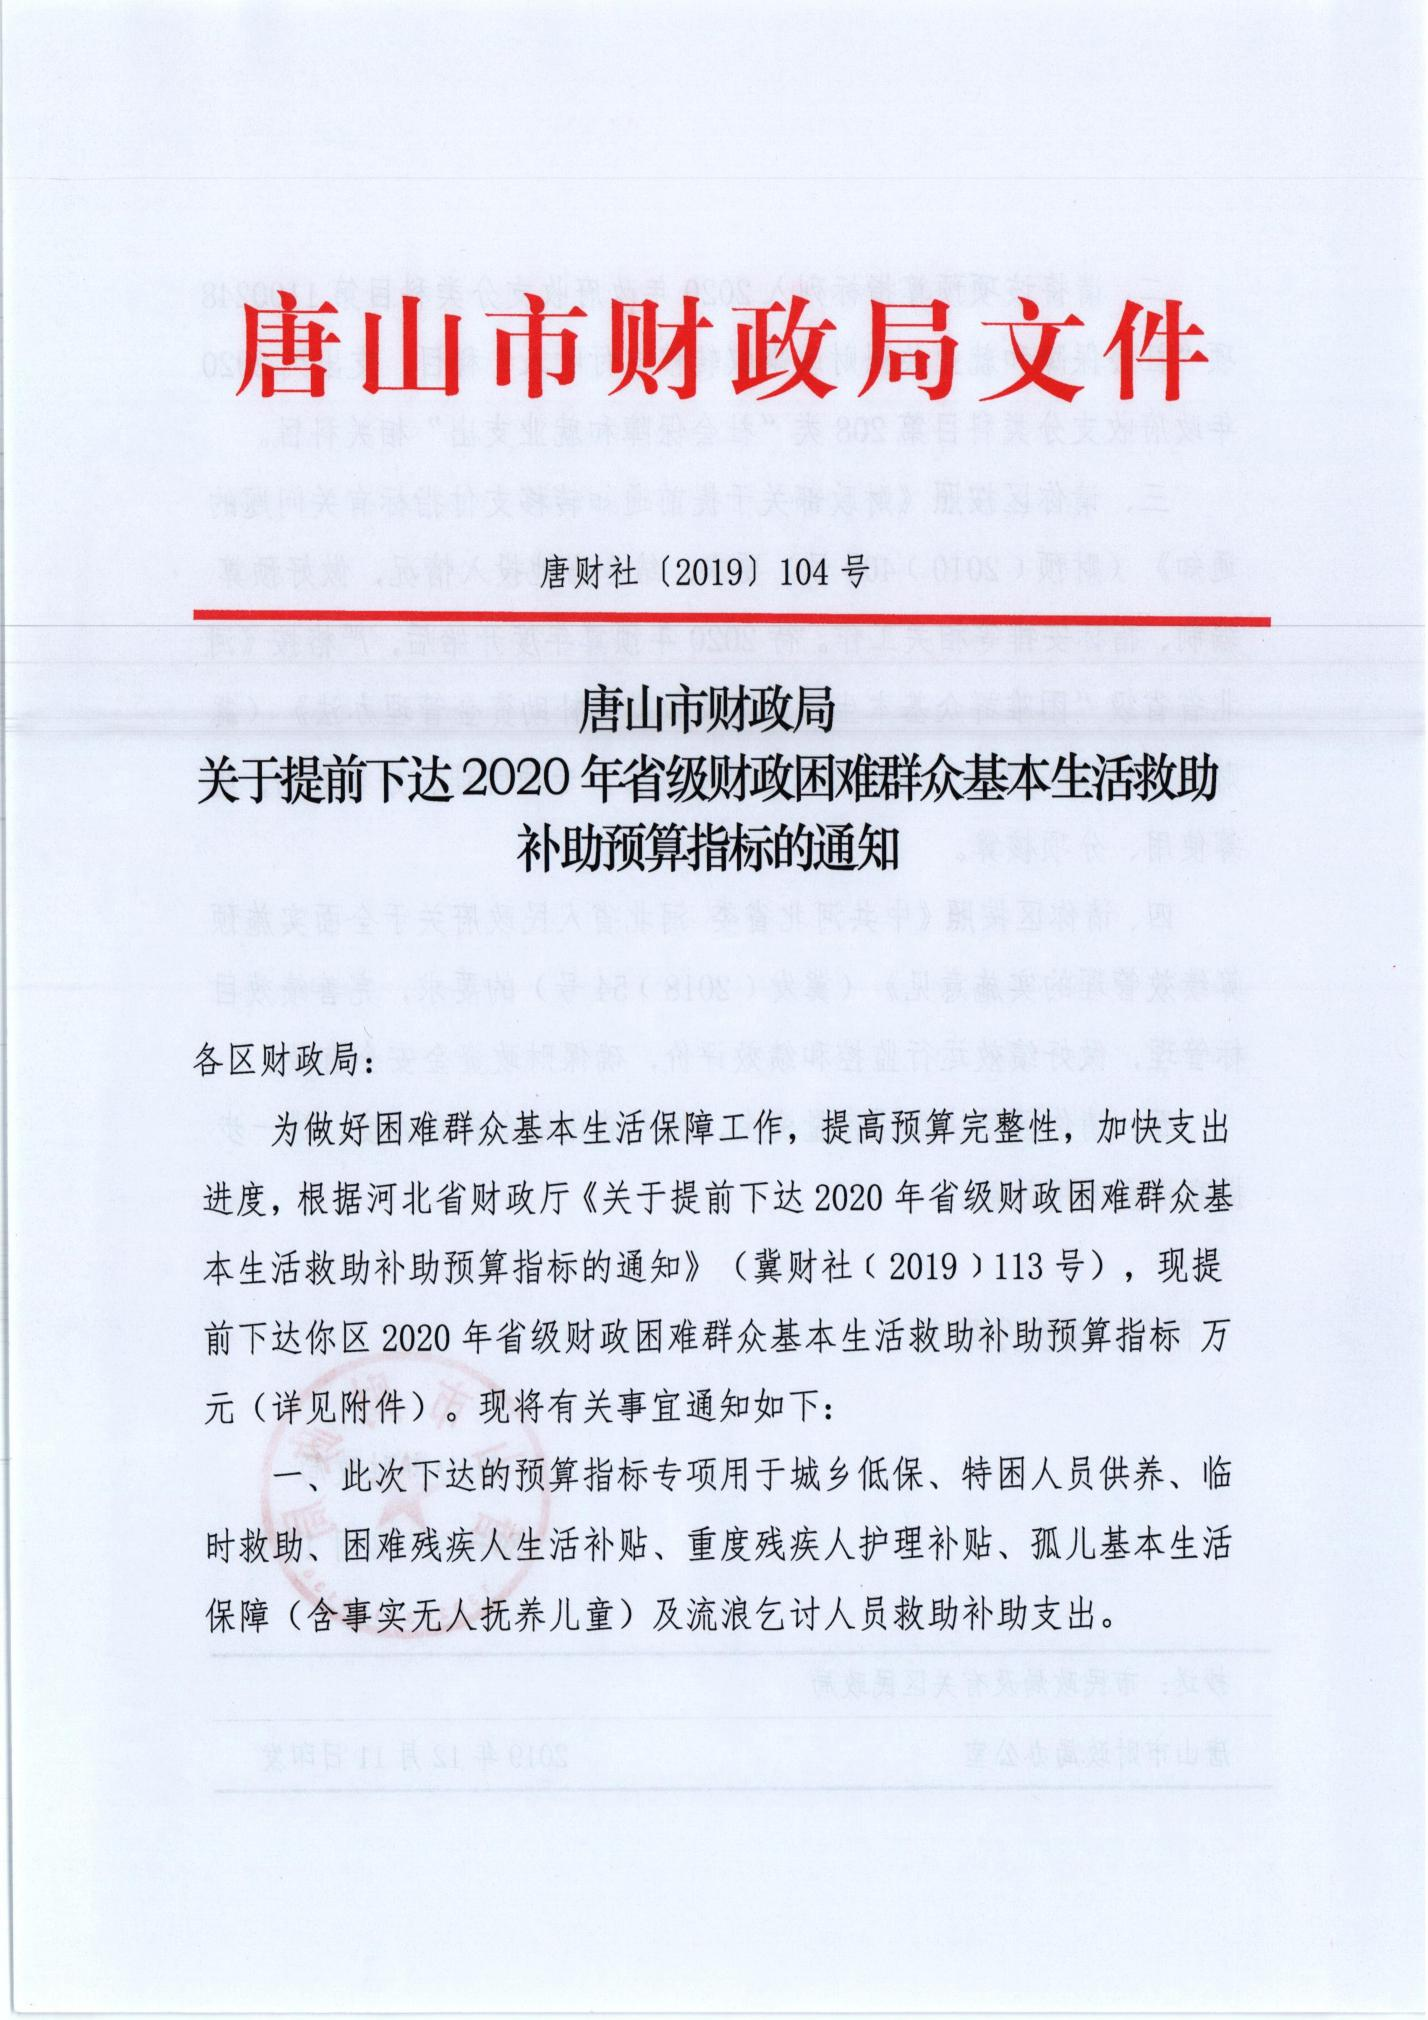 唐山市财政局文件
唐财社〔2019〕104号
唐山市财政局
关于提前下达2020年省级财政困难群众基本生活救助
补助预算指标的通知
各区财政局：
为做好困难群众基本生活保障工作，提高预算完整性，加快支出
进度，根据河北省财政厅《关于提前下达2020年省级财政困难群众基
本生活救助补助预算指标的通知》（冀财社〔2019〕113号），现提
前下达你区2020年省级财政困难群众基本生活救助补助预算指标 万
元（详见附件）。现将有关事宜通知如下：
一、此次下达的预算指标专项用于城乡低保、特困人员供养、临
时救助、困难残疾人生活补贴、重度残疾人护理补贴、孤儿基本生活
保障（含事实无人抚养儿童）及流浪乞讨人员救助补助支出。